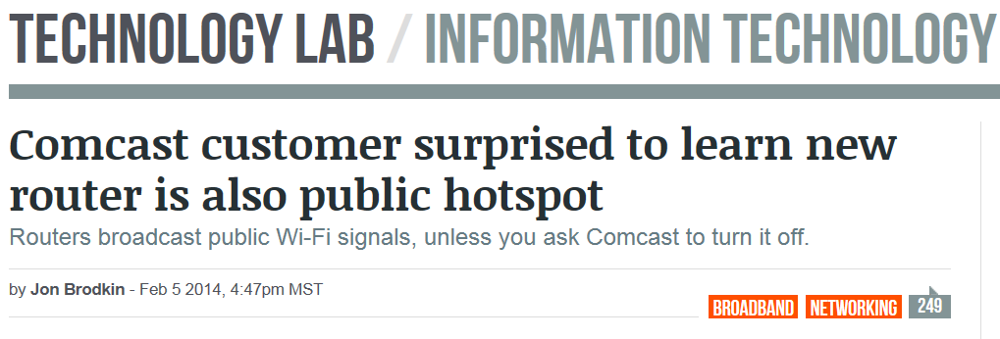 TECHNOLOGY LAB / INFORMATION TECHNOLOGY
Comcast customer surprised to learn new
router is also public hotspot
Routers broadcast public Wi-Fi signals, unless you ask Comcast to turn it off.
by Jon Brodkin - Feb 5 2014, 4:47pm MST
BROADBAND NETWORKING 249